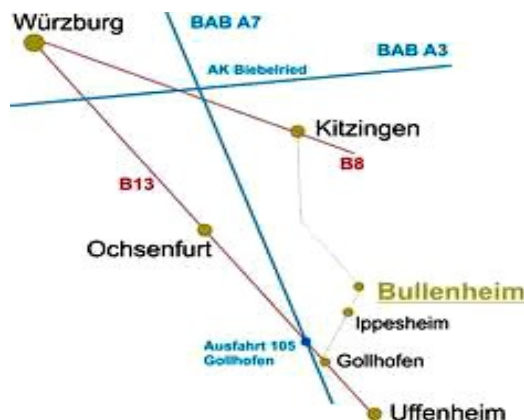 Würzburg
BAB A7
BAB A3
AK Biebelried
Kitzingen
B8
B13
Ochsenfurt
Bullenheim
Ippesheim
Ausfahrt 105
Gollhofen
Gollhofen
Uffenheim